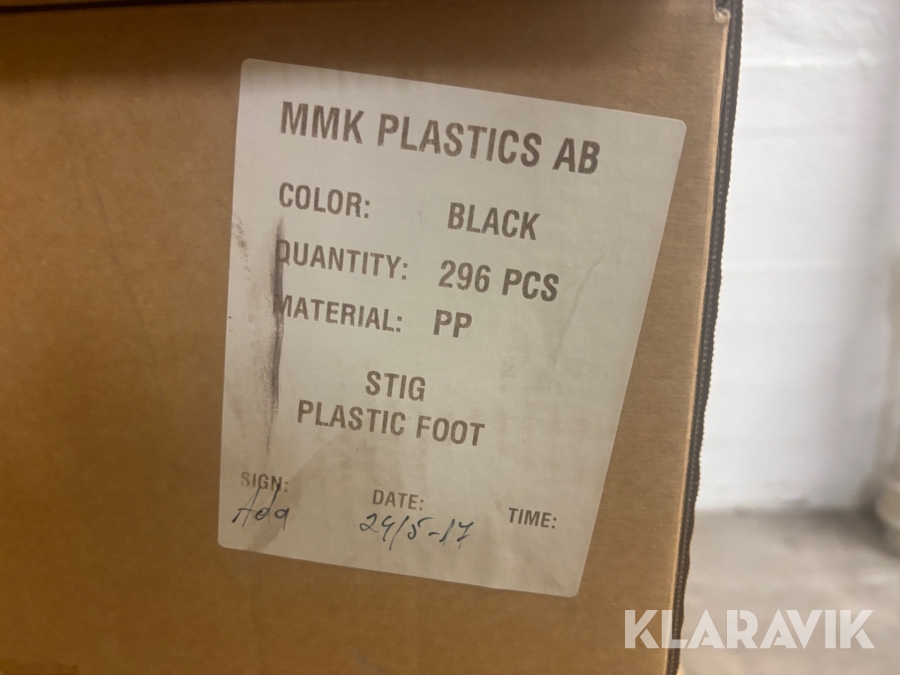 MMK PLASTICS AB
COLOR: BLACK
QUANTITY: 296 PCS
MATERIAL: PP
STIG
PLASTIC FOOT
SIGN: DATE: TIME:
Ada 24/5-17
KLARAVIK